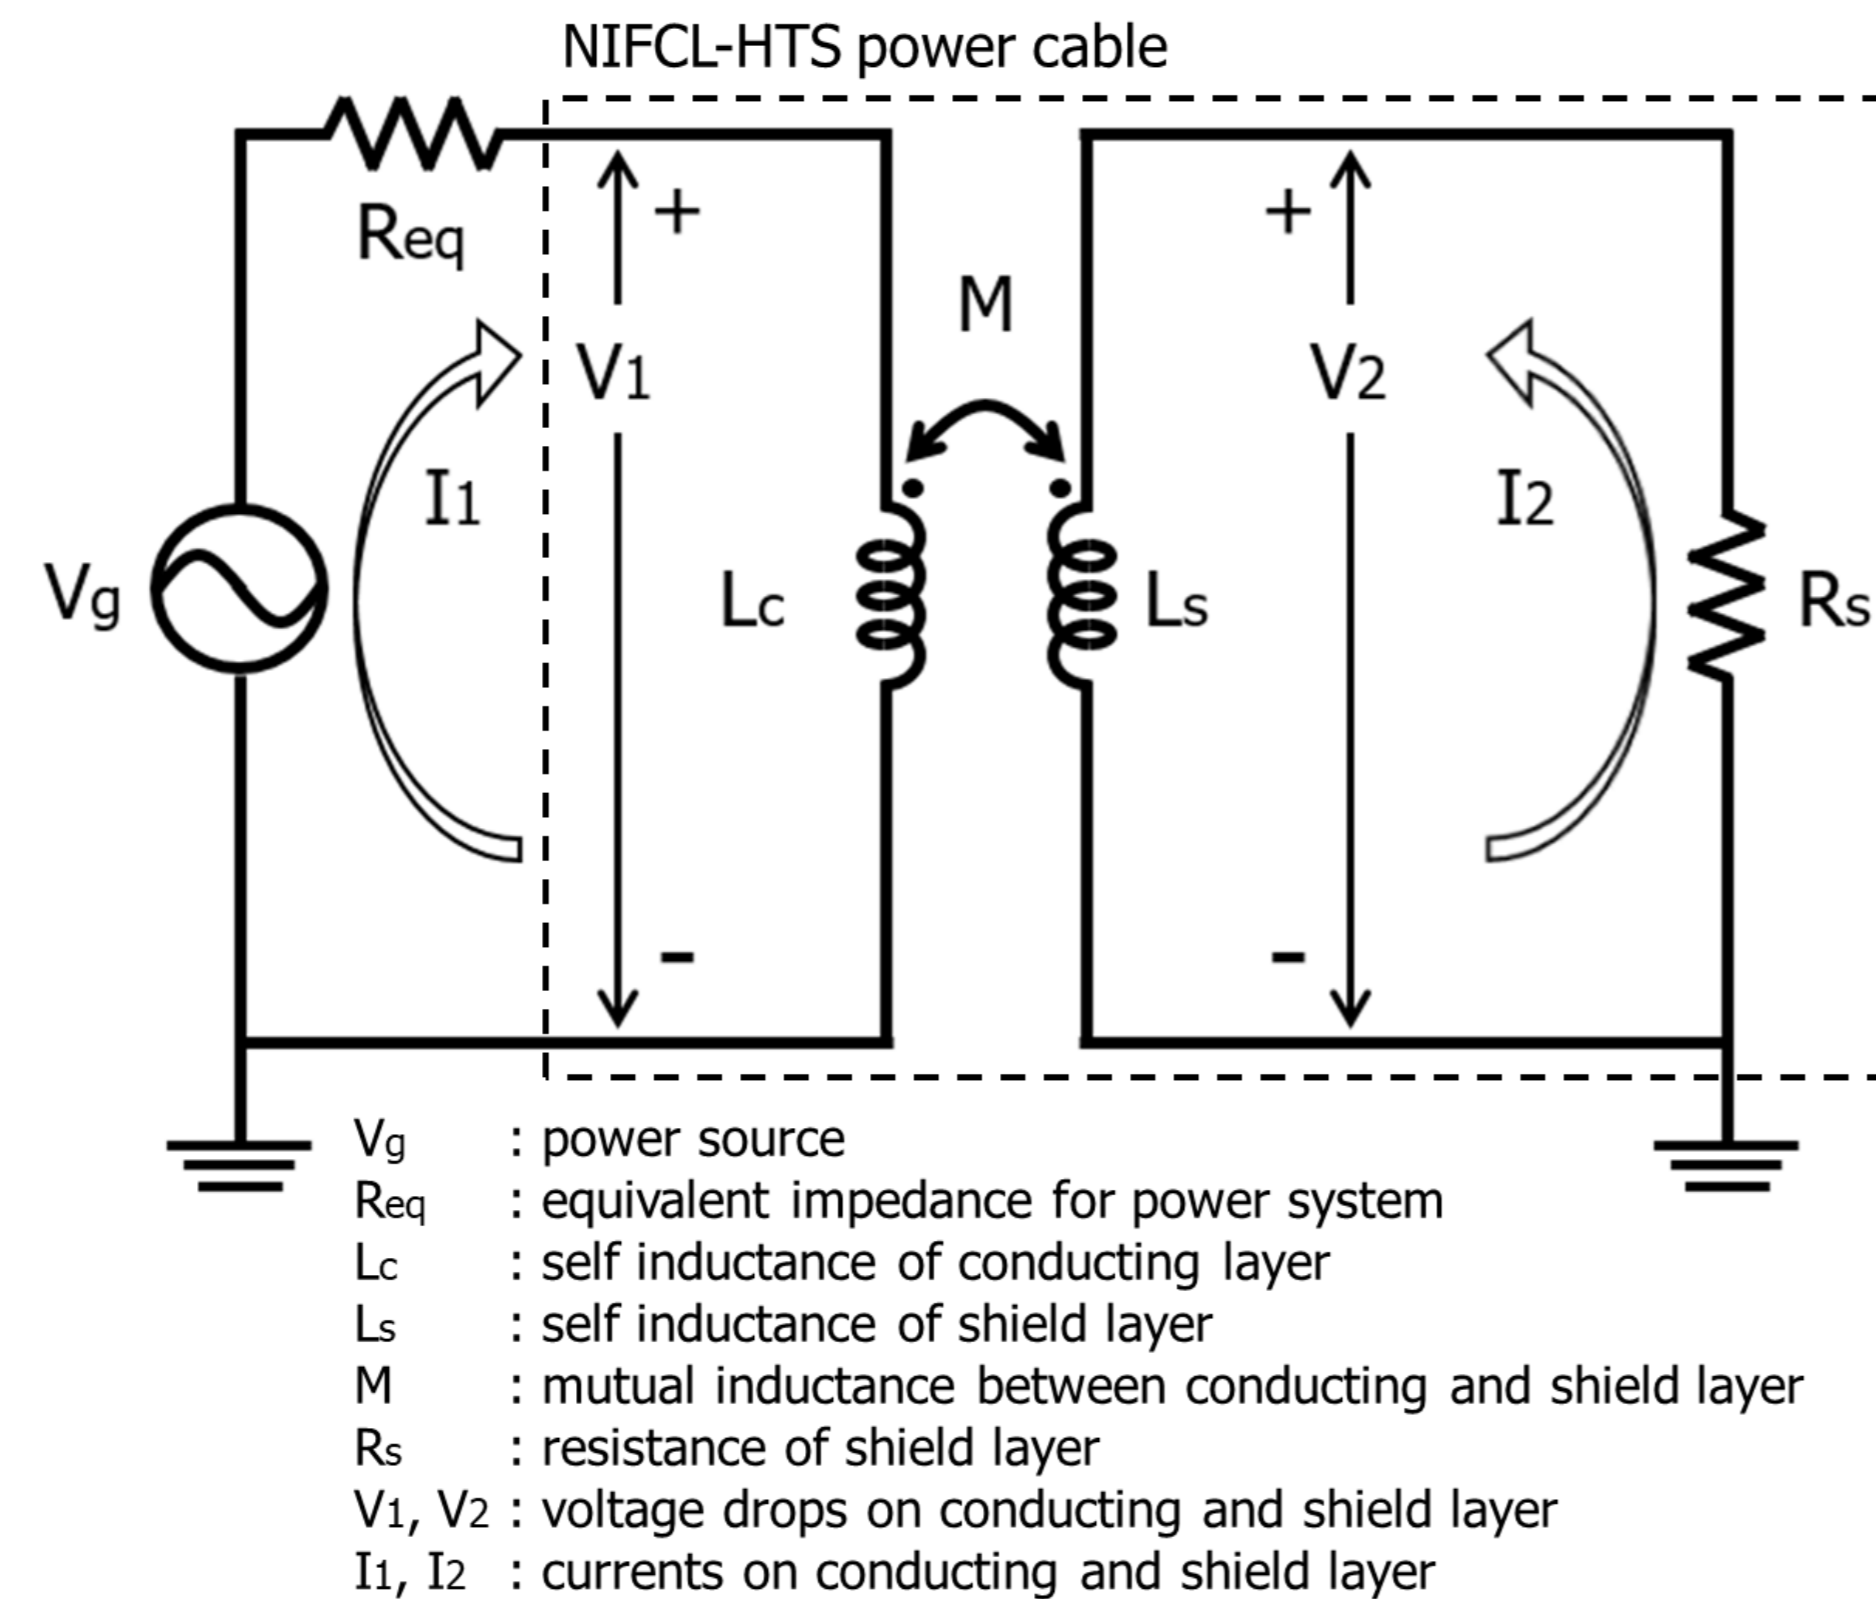 NIFCL-HTS power cable
Req
+
+
M
V1
V2
I1
I2
Vg
Lc
Ls
Rs
-
-
Vg : power source
Req : equivalent impedance for power system
Lc : self inductance of conducting layer
Ls : self inductance of shield layer
M : mutual inductance between conducting and shield layer
Rs : resistance of shield layer
V1, V2 : voltage drops on conducting and shield layer
I1, I2 : currents on conducting and shield layer